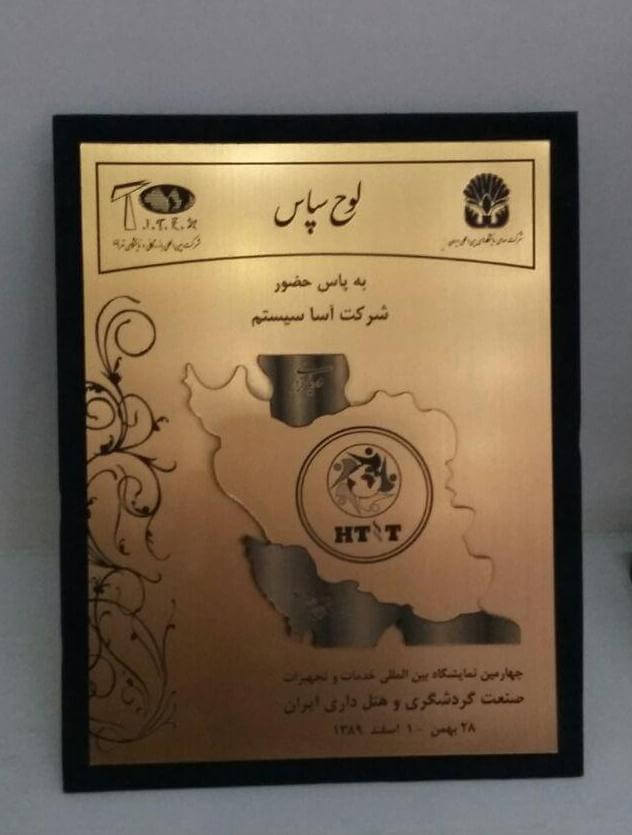 لوح سپاس
I.T.E.X
به پاس حضور
شرکت آسا سیستم
HT T
چهارمین نمایشگاه بین المللی خدمات و تجهیزات
صنعت گردشگری و هتل داری ایران
۲۸ بهمن - ۱ اسفند ۱۳۸۹